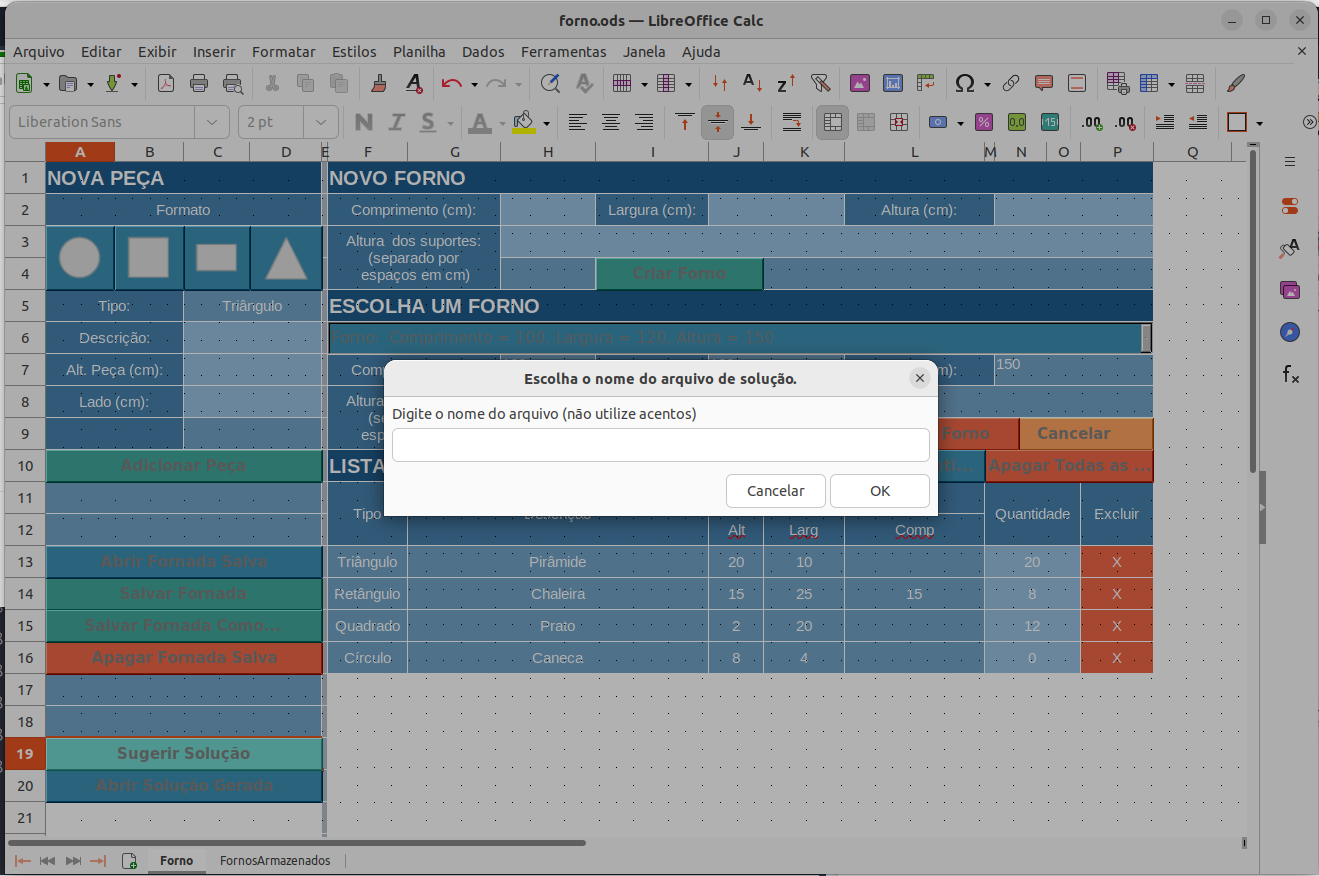 forno.ods — LibreOffice Calc
Arquivo Editar Exibir Inserir Formatar Estilos Planilha Dados Ferramentas Janela Ajuda
Liberation Sans 2 pt
A B C D E F G H I J K L M N O P Q
1 NOVA PEÇA NOVO FORNO
2 Formato Comprimento (cm): Largura (cm): Altura (cm):
3 Altura dos suportes:
(separado por
4 espaços em cm) Criar Forno
5 Tipo: Triângulo ESCOLHA UM FORNO
6 Descrição: Forno: Comprimento = 100, Largura = 120, Altura = 150
7 Alt. Peça (cm): Com m): 150
8 Lado (cm): Altura
(se
9 esp Forno Cancelar
10 Adicionar Peça LISTA Apagar Todas as ...
Escolha o nome do arquivo de solução.
Digite o nome do arquivo (não utilize acentos)
Cancelar OK
11 Tipo Quantidade Excluir
12 Alt Larg Comp
13 Abrir Fornada Salva Triângulo Pirâmide 20 10 20 X
14 Salvar Fornada Retângulo Chaleira 15 25 15 8 X
15 Salvar Fornada Como... Quadrado Prato 2 20 12 X
16 Apagar Fornada Salva Círculo Caneca 8 4 0 X
17
18
19 Sugerir Solução
20 Abrir Solução Gerada
21
Forno FornosArmazenados